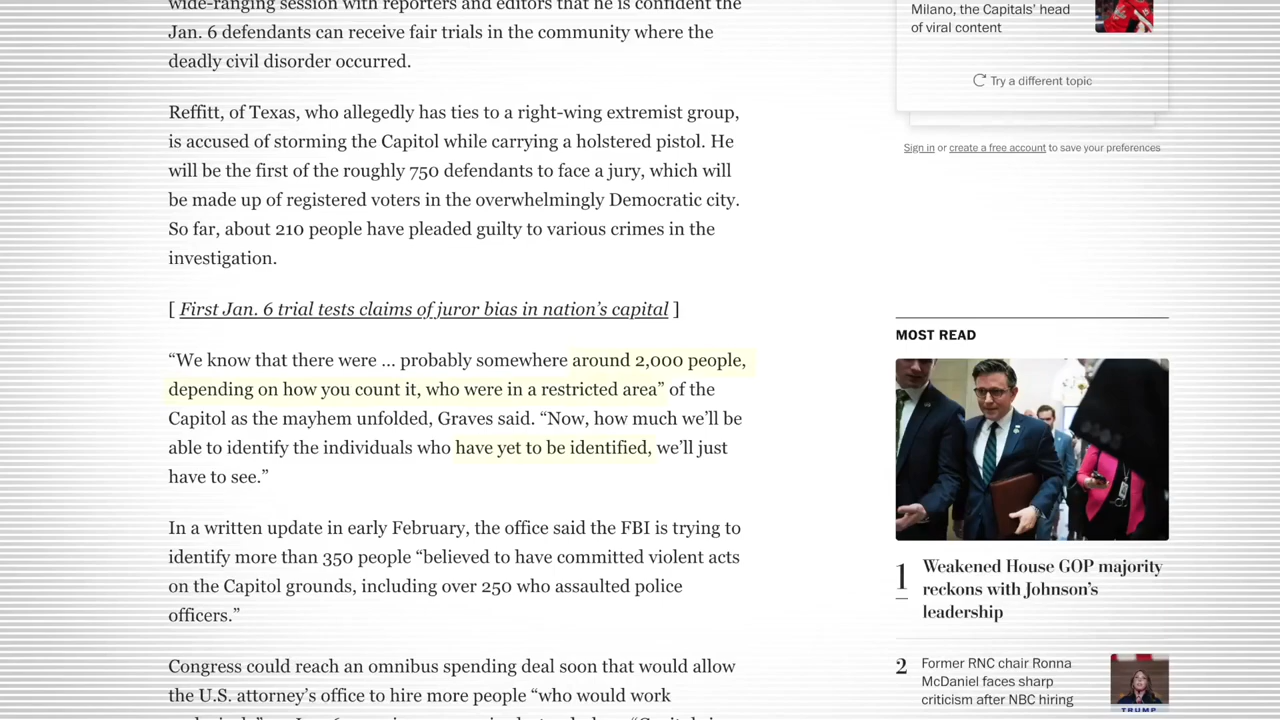 wide-ranging session with reporters and editors that he is confident the
Jan. 6 defendants can receive fair trials in the community where the
deadly civil disorder occurred.
Reffitt, of Texas, who allegedly has ties to a right-wing extremist group,
is accused of storming the Capitol while carrying a holstered pistol. He
will be the first of the roughly 750 defendants to face a jury, which will
be made up of registered voters in the overwhelmingly Democratic city.
So far, about 210 people have pleaded guilty to various crimes in the
investigation.
[ First Jan. 6 trial tests claims of juror bias in nation’s capital ]
“We know that there were ... probably somewhere around 2,000 people,
depending on how you count it, who were in a restricted area” of the
Capitol as the mayhem unfolded, Graves said. “Now, how much we’ll be
able to identify the individuals who have yet to be identified, we’ll just
have to see.”
In a written update in early February, the office said the FBI is trying to
identify more than 350 people “believed to have committed violent acts
on the Capitol grounds, including over 250 who assaulted police
officers.”
Congress could reach an omnibus spending deal soon that would allow
the U.S. attorney’s office to hire more people “who would work
Milano, the Capitals’ head
of viral content
Try a different topic
Sign in or create a free account to save your preferences
MOST READ
1
Weakened House GOP majority
reckons with Johnson’s
leadership
2
Former RNC chair Ronna
McDaniel faces sharp
criticism after NBC hiring
TRUMP